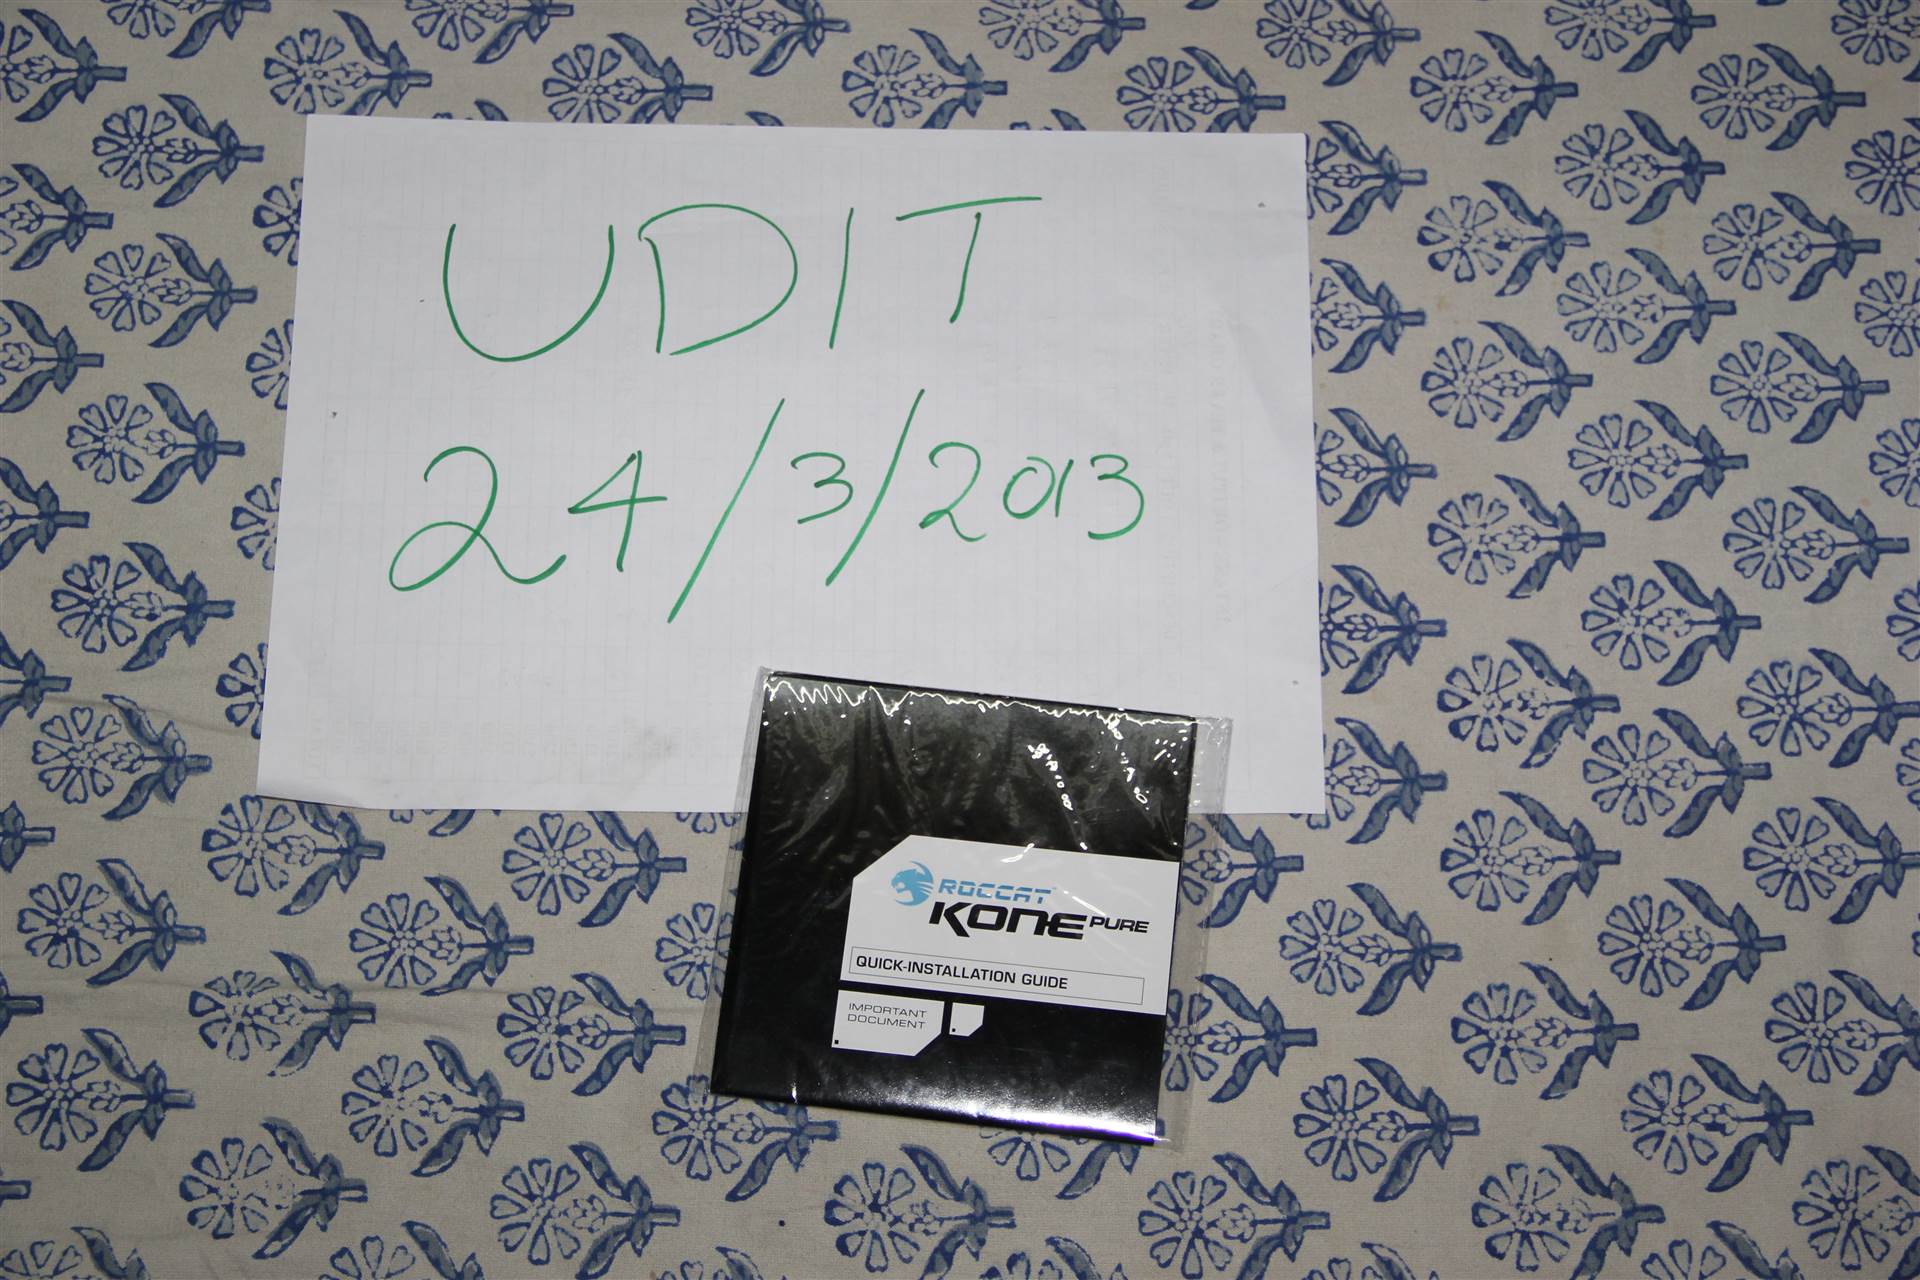 UDIT
24/3/2013
ROCCAT
KONE PURE
QUICK-INSTALLATION GUIDE
IMPORTANT
DOCUMENT